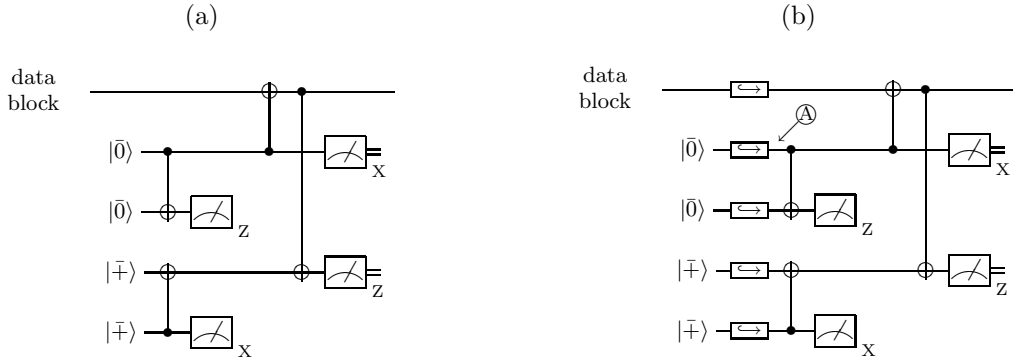 (a)
data
block
|0̄⟩
X
|0̄⟩
Z
|+̄⟩
Z
|+̄⟩
X
(b)
data
block
A
|0̄⟩
X
|0̄⟩
Z
|+̄⟩
Z
|+̄⟩
X